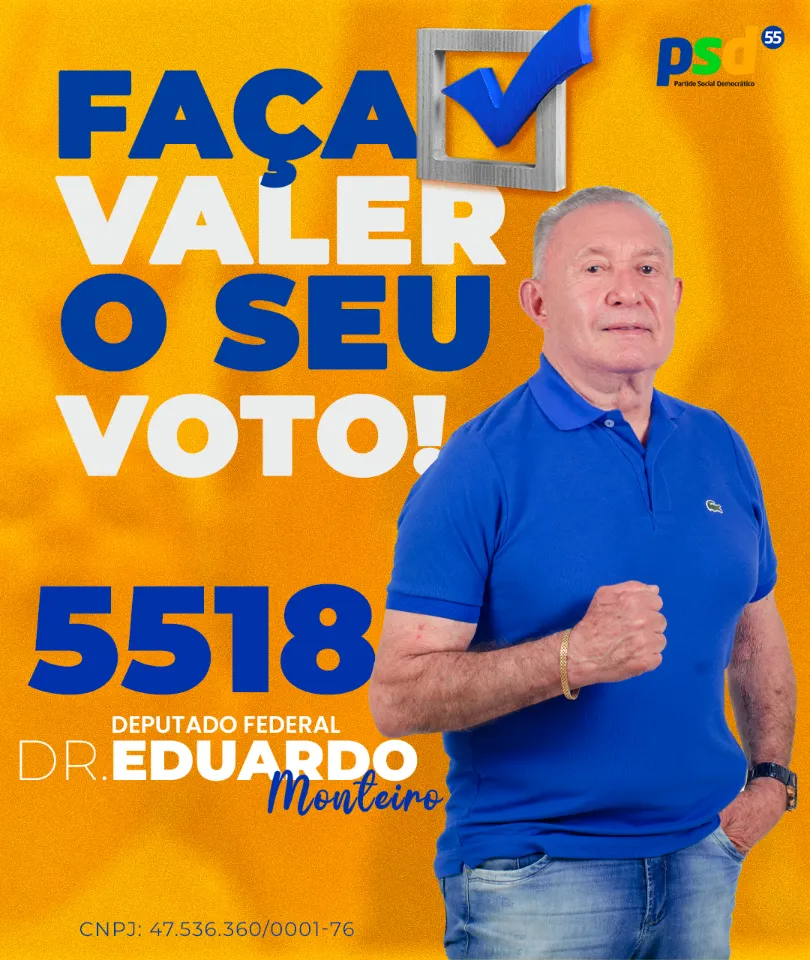 FAÇA
VALER
O SEU
VOTO!
psd 55
Partido Social Democrático
5518
DEPUTADO FEDERAL
DR. EDUARDO
Monteiro
CNPJ: 47.536.360/0001-76